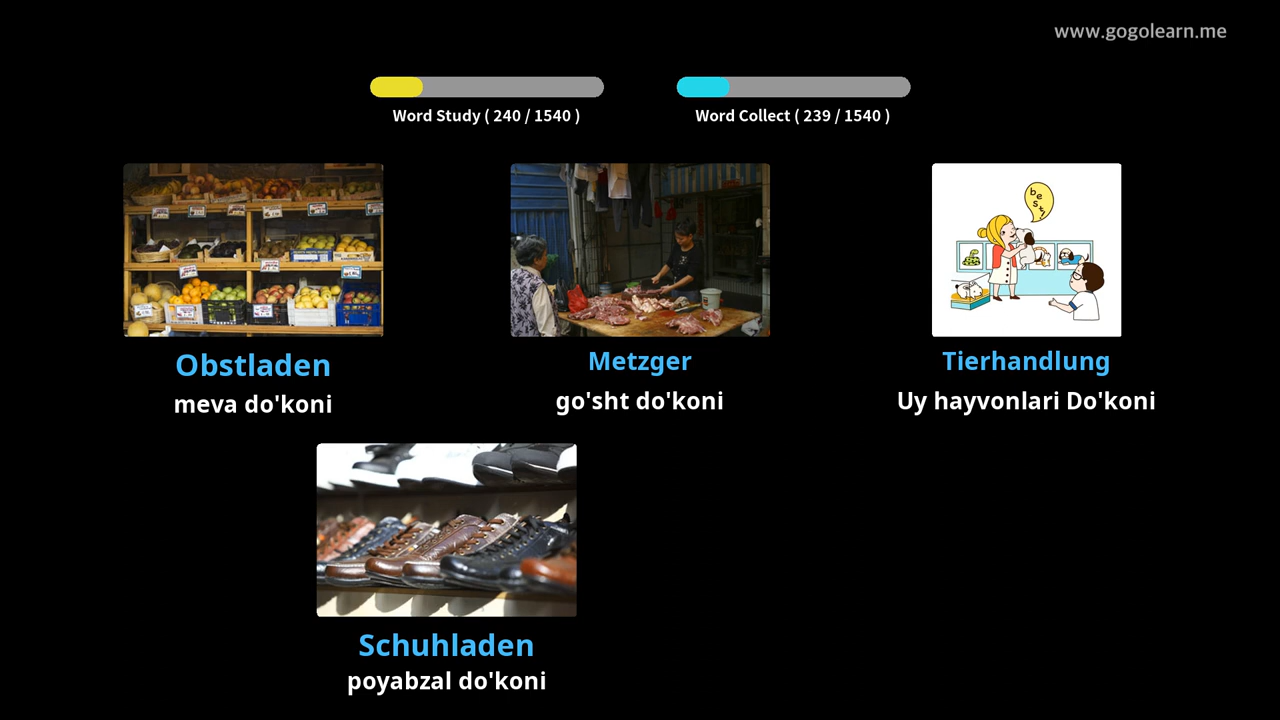 www.gogolearn.me
Word Study ( 240 / 1540 )
Word Collect ( 239 / 1540 )
best
Obstladen
meva do'koni
Metzger
go'sht do'koni
Tierhandlung
Uy hayvonlari Do'koni
Schuhladen
poyabzal do'koni